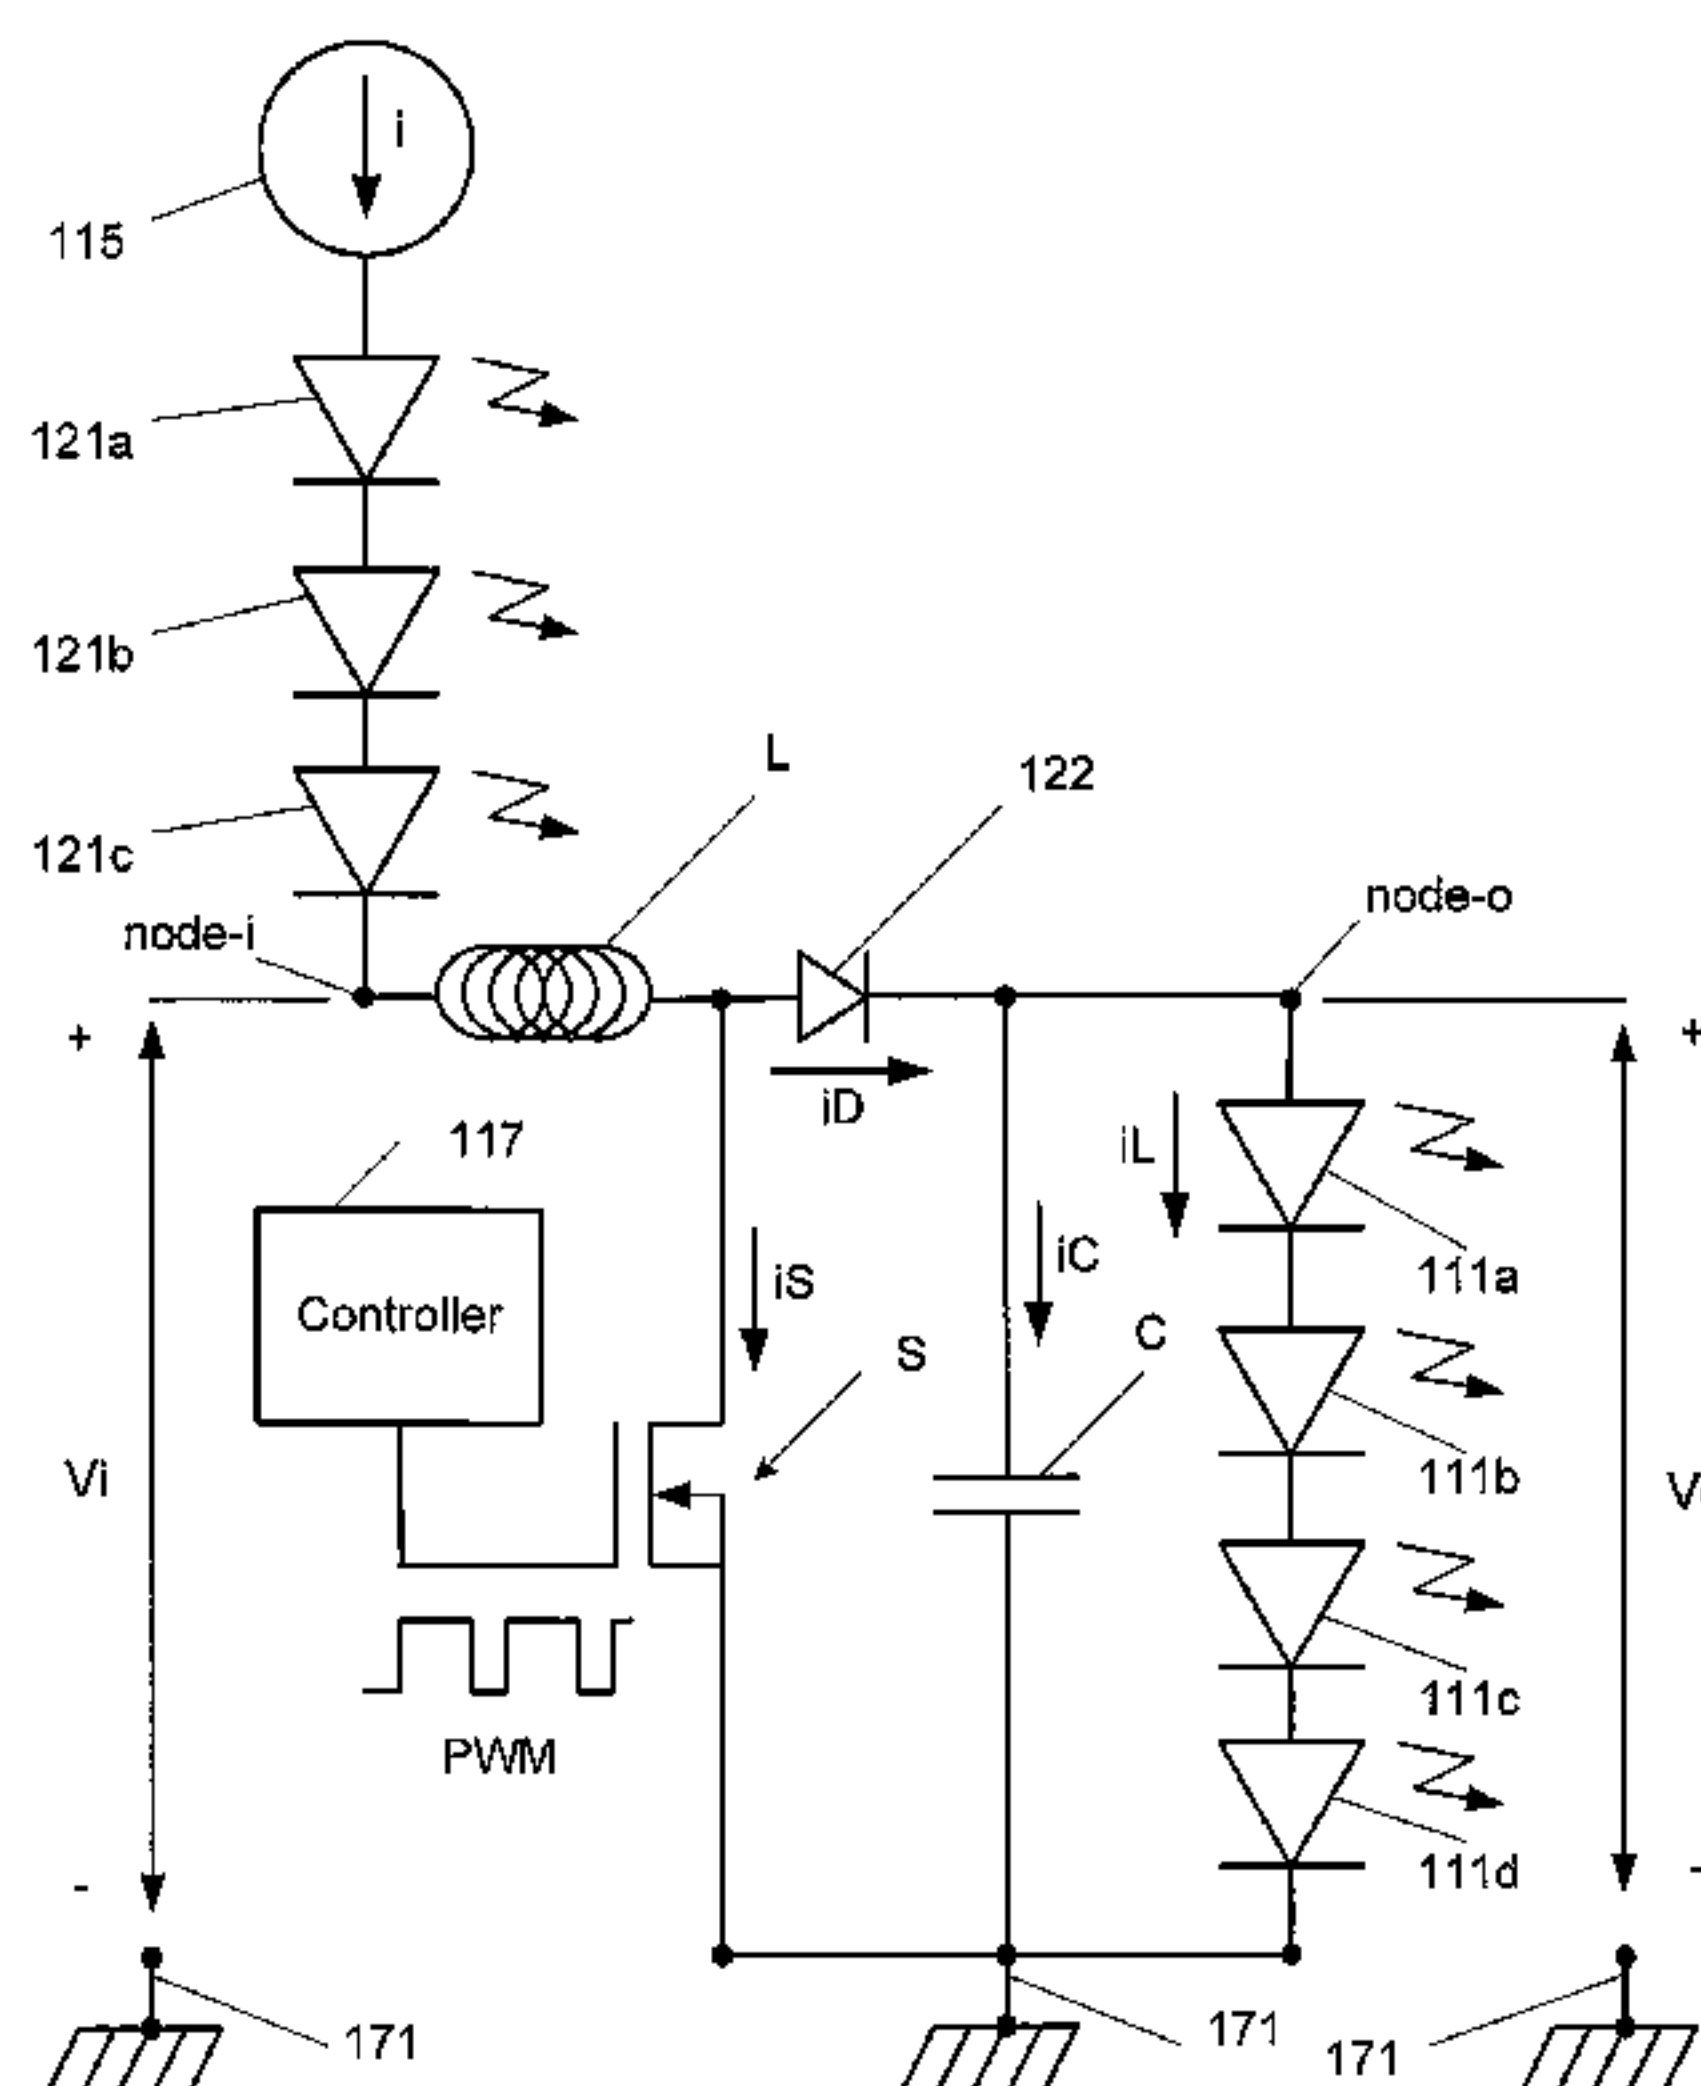 i
115
121a
121b
L
122
121c
node-i
node-o
+
+
iD
117
iL
iS
iC
111a
Controller
S
C
Vi
111b
111c
PWM
-
-
111d
171
171
171